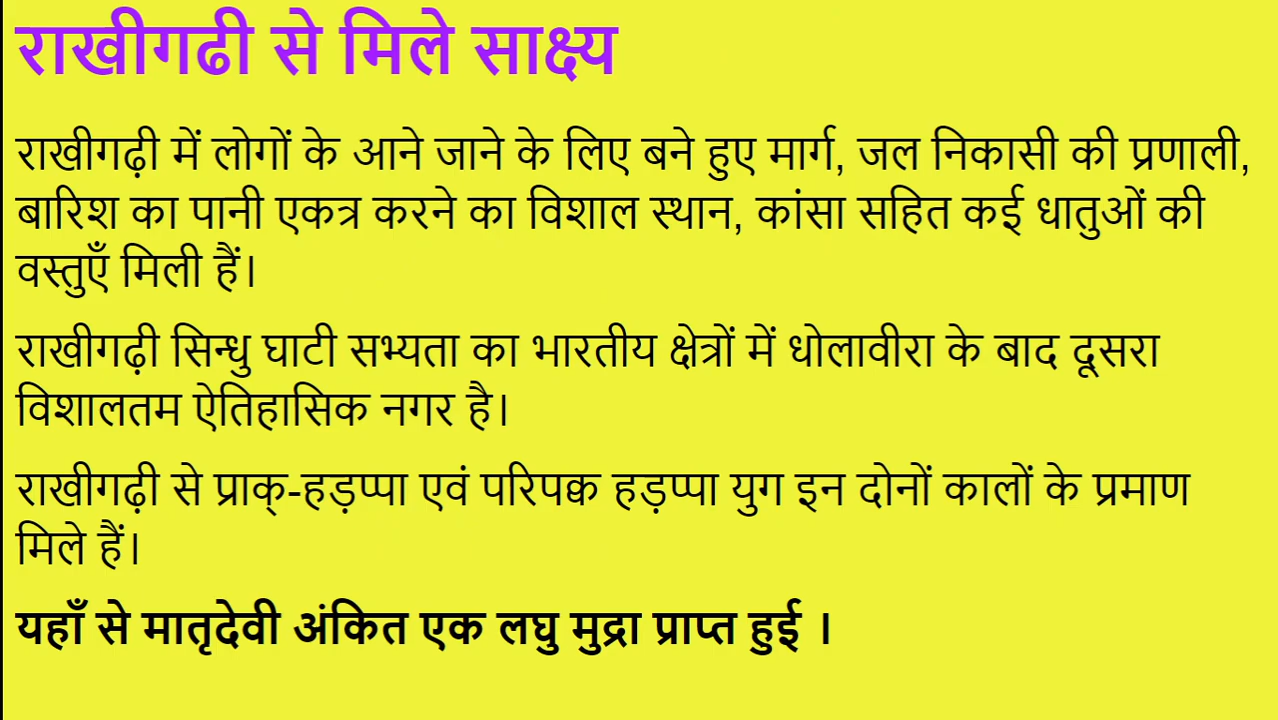 राखीगढी से मिले साक्ष्य
राखीगढ़ी में लोगों के आने जाने के लिए बने हुए मार्ग, जल निकासी की प्रणाली,
बारिश का पानी एकत्र करने का विशाल स्थान, कांसा सहित कई धातुओं की
वस्तुएँ मिली हैं।
राखीगढ़ी सिन्धु घाटी सभ्यता का भारतीय क्षेत्रों में धोलावीरा के बाद दूसरा
विशालतम ऐतिहासिक नगर है।
राखीगढ़ी से प्राक्-हड़प्पा एवं परिपक्व हड़प्पा युग इन दोनों कालों के प्रमाण
मिले हैं।
यहाँ से मातृदेवी अंकित एक लघु मुद्रा प्राप्त हुई ।